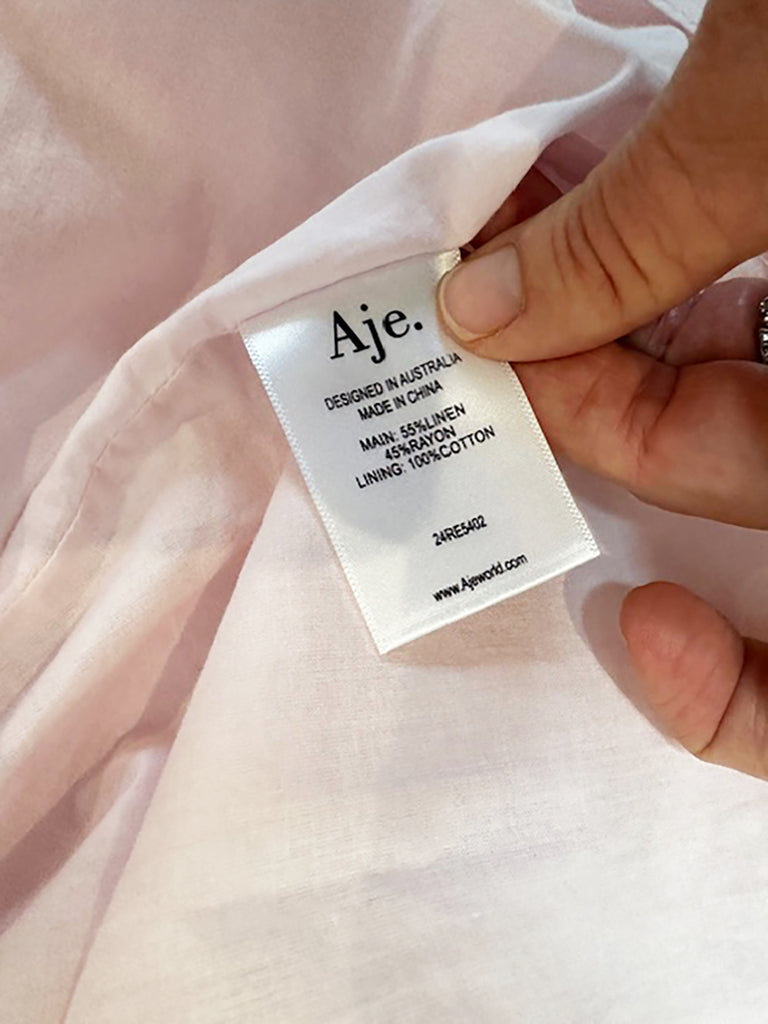 Aje.
DESIGNED IN AUSTRALIA
MADE IN CHINA
MAIN: 55%LINEN
45%RAYON
LINING: 100%COTTON
24RE5402
www.Ajeworld.com